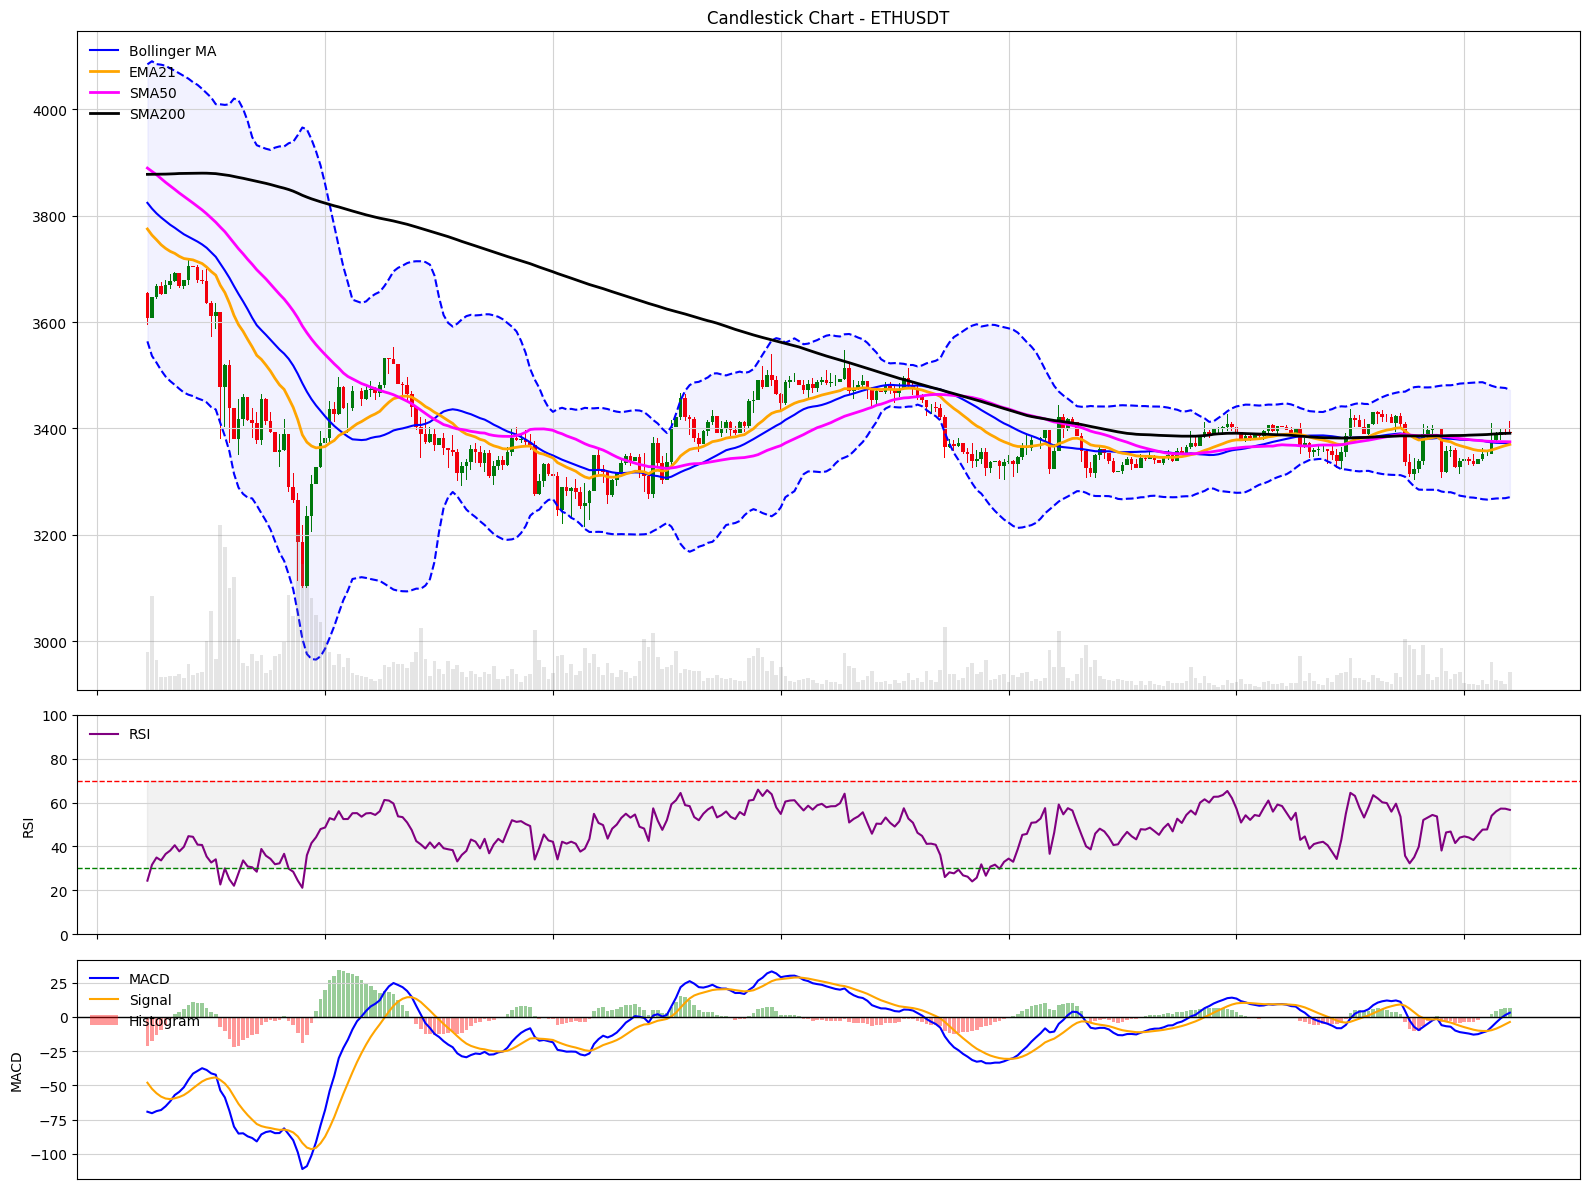 Candlestick Chart - ETHUSDT
Bollinger MA
EMA21
SMA50
SMA200
4000
3800
3600
3400
3200
3000
RSI
100
80
60
40
20
0
RSI
MACD
Signal
Histogram
25
0
−25
−50
−75
−100
MACD